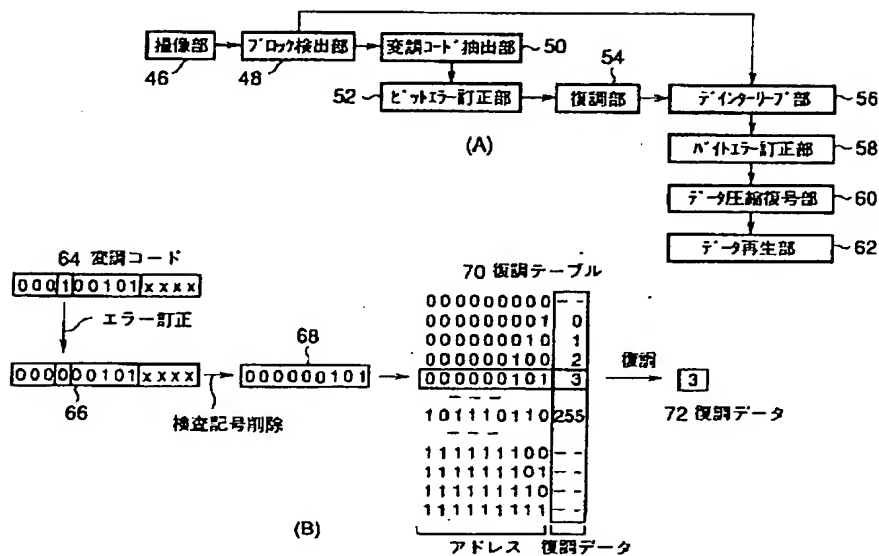 撮像部
46
ブロック検出部
48
変調コード抽出部
50
52
ビットエラー訂正部
54
復調部
デインターリーブ部
56
(A)
バイトエラー訂正部
58
データ圧縮復号部
60
データ再生部
62
64 変調コード
000100101xxxx
エラー訂正
000000101xxxx
66
検査記号削除
68
000000101
70 復調テーブル
000000000 --
000000001 0
000000010 1
000000100 2
000000101 3
---
101110110 255
---
111111100 --
111111101 --
111111110 --
111111111 --
アドレス 復調データ
復調
3
72 復調データ
(B)